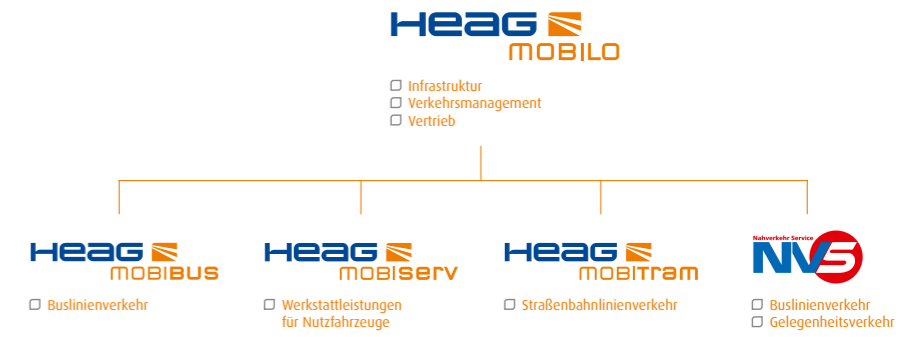 HEAG
MOBILO
Infrastruktur
Verkehrsmanagement
Vertrieb
HEAG
MOBIBUS
Buslinienverkehr
HEAG
MOBISERV
Werkstattleistungen
für Nutzfahrzeuge
HEAG
MOBITRAM
Straßenbahnlinienverkehr
Nahverkehr Service
NVS
Buslinienverkehr
Gelegenheitsverkehr